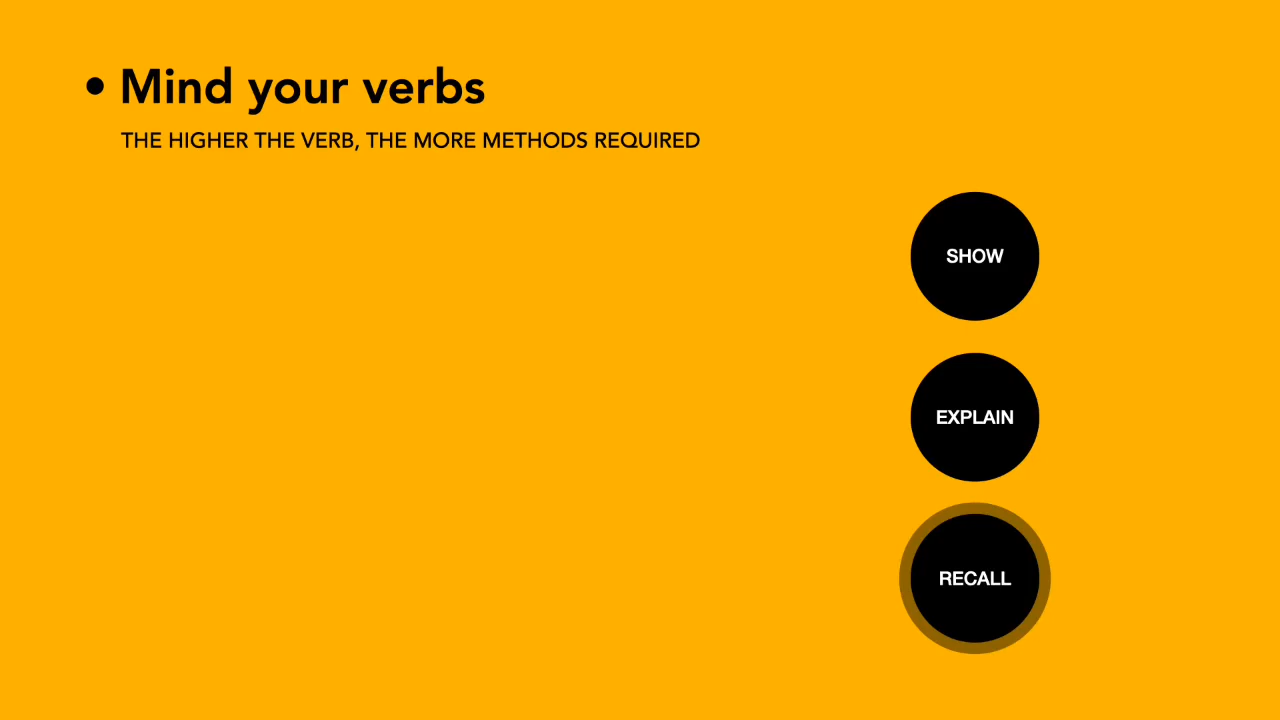 • Mind your verbs
THE HIGHER THE VERB, THE MORE METHODS REQUIRED
SHOW
EXPLAIN
RECALL